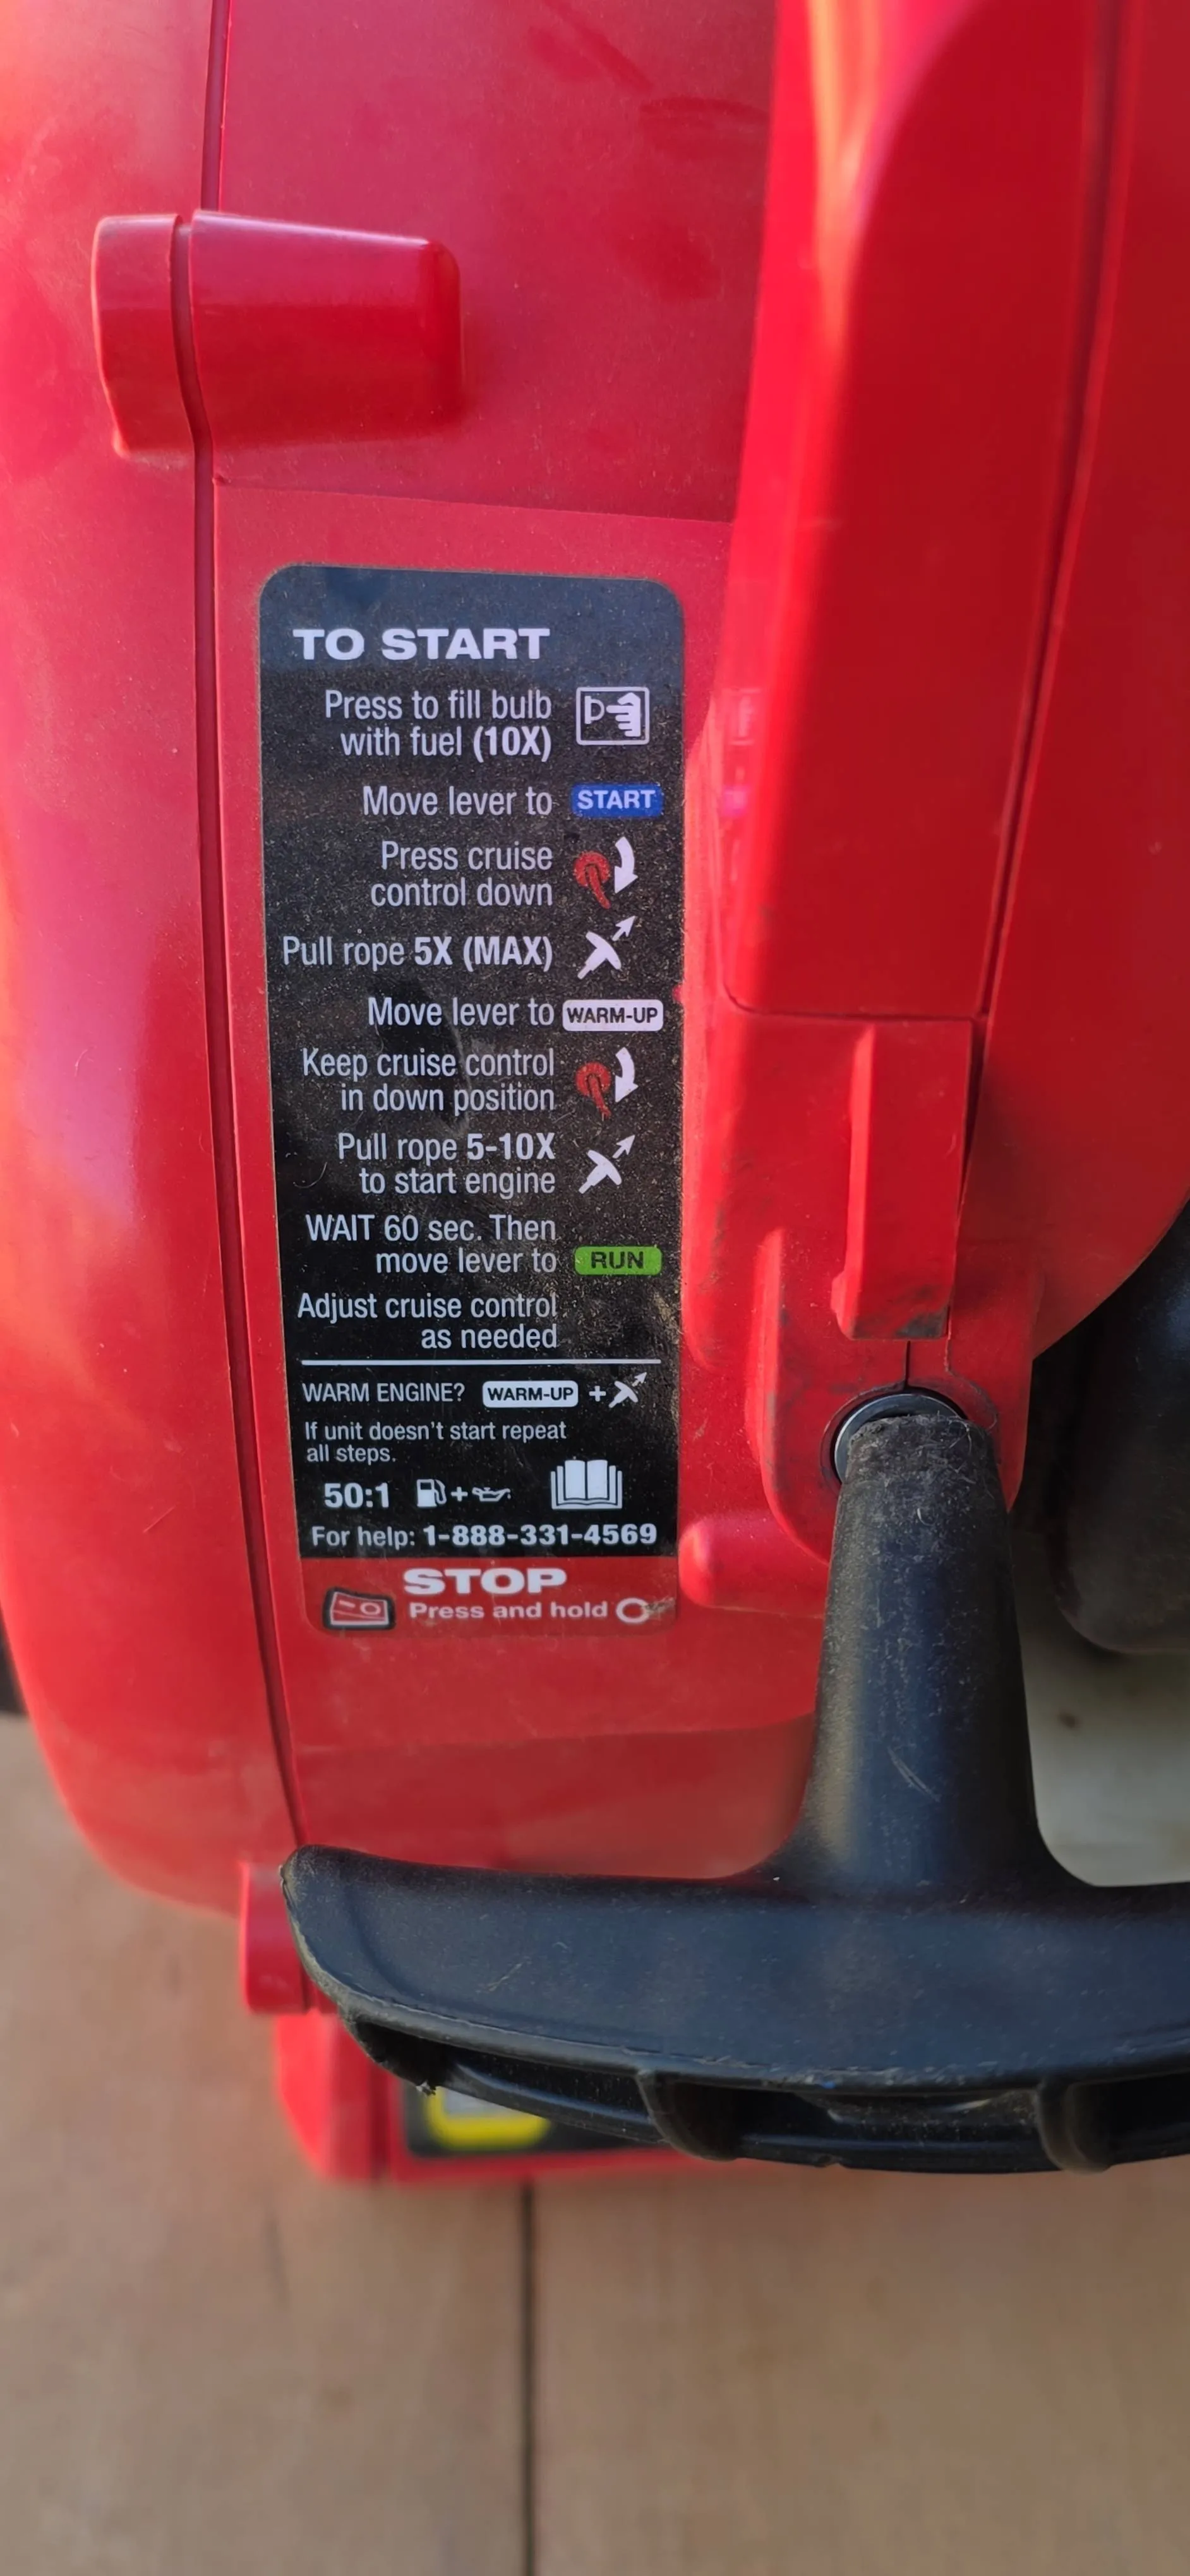 TO START
Press to fill bulb
with fuel (10X)
Move lever to START
Press cruise
control down
Pull rope 5X (MAX)
Move lever to WARM-UP
Keep cruise control
in down position
Pull rope 5-10X
to start engine
WAIT 60 sec. Then
move lever to RUN
Adjust cruise control
as needed
WARM ENGINE? WARM-UP +
If unit doesn't start repeat
all steps.
50:1 +
For help: 1-888-331-4569
STOP
Press and hold O